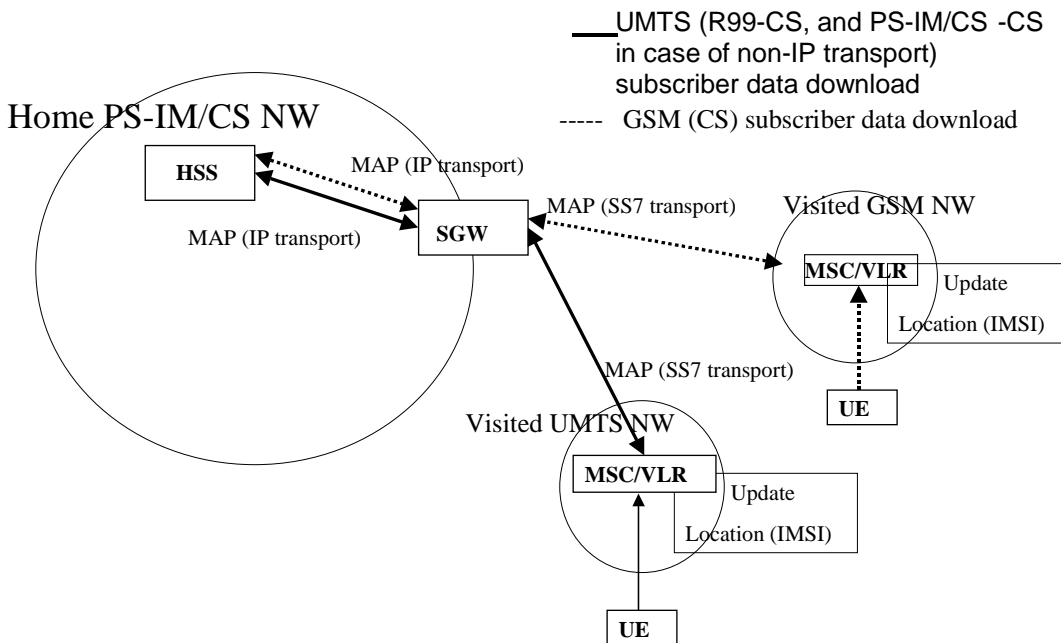 UMTS (R99-CS, and PS-IM/CS -CS
in case of non-IP transport)
subscriber data download
----- GSM (CS) subscriber data download
Home PS-IM/CS NW
HSS
MAP (IP transport)
MAP (IP transport)
SGW
MAP (SS7 transport)
Visited GSM NW
MSC/VLR
Update
Location (IMSI)
UE
MAP (SS7 transport)
Visited UMTS NW
MSC/VLR
Update
Location (IMSI)
UE